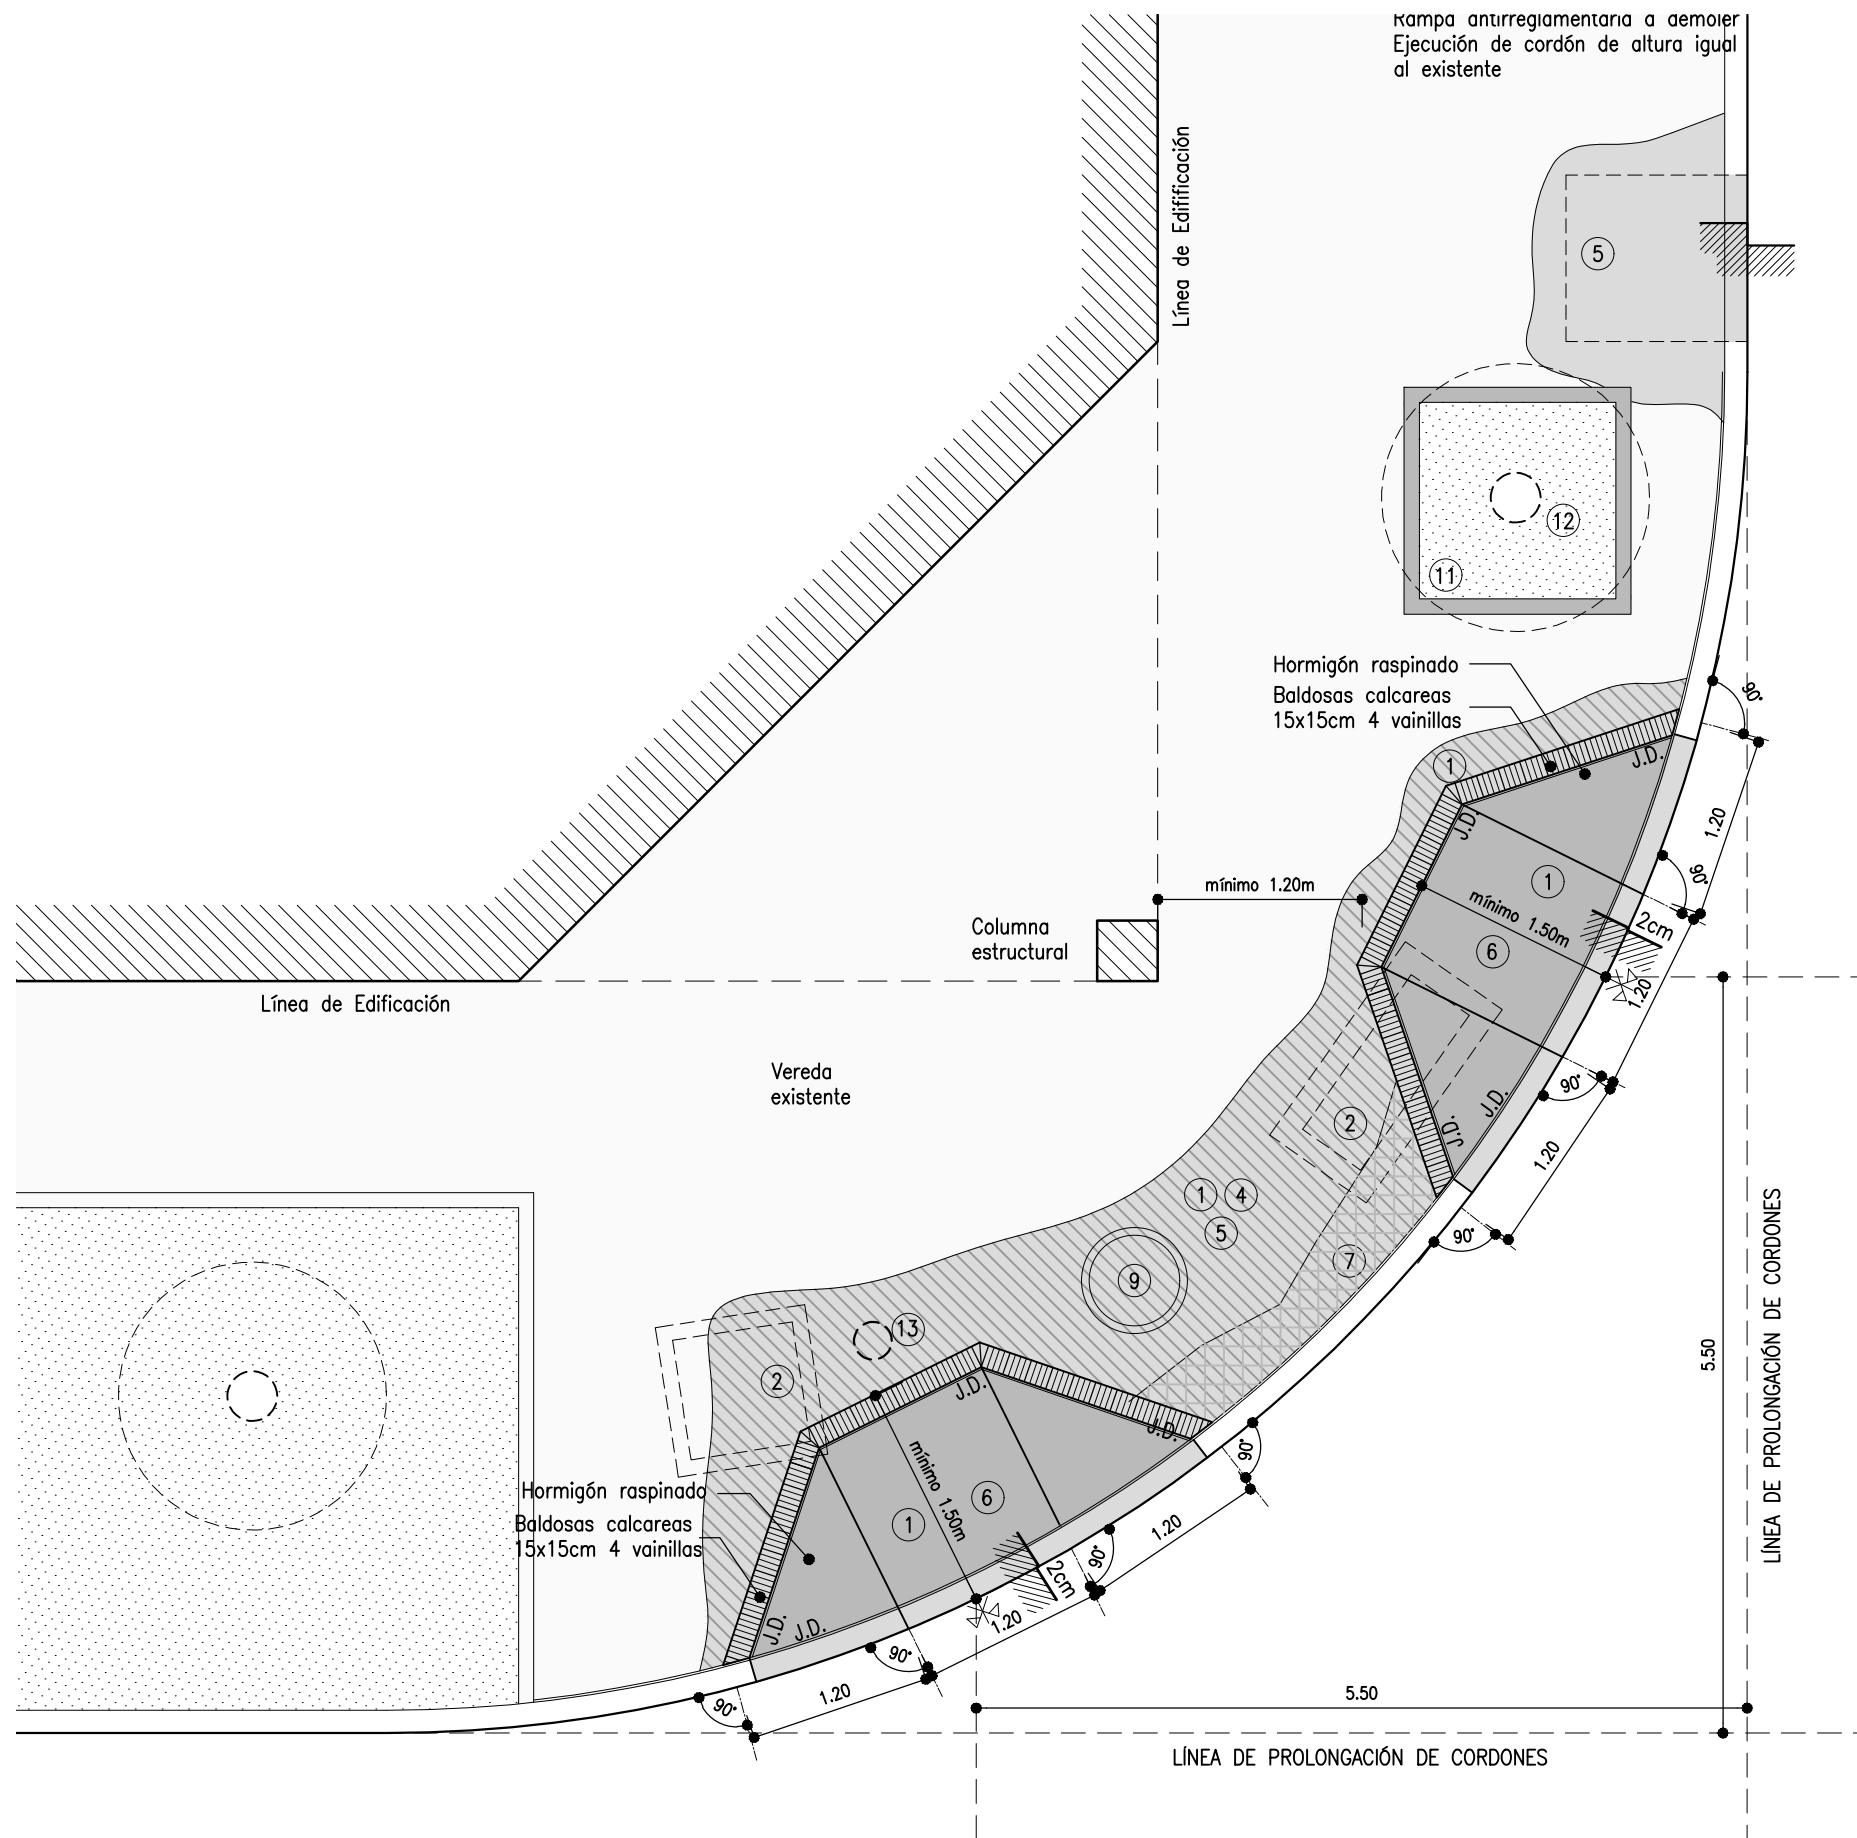 Rampa antirreglamentaria a demoler
Ejecución de cordón de altura igual
al existente
Línea de Edificación
5
12
11
Hormigón raspinado
Baldosas calcareas
15x15cm 4 vainillas
90°
J.D.
1
J.D.
1.20
1
90°
mínimo 1.20m
mínimo 1.50m
2cm
6
Columna
estructural
1.20
Línea de Edificación
Vereda
existente
90°
J.D.
J.D.
2
1.20
1
4
5
90°
7
9
LÍNEA DE PROLONGACIÓN DE CORDONES
5.50
13
2
J.D.
J.D.
90°
Hormigón raspinado
Baldosas calcareas
15x15cm 4 vainillas
mínimo 1.50m
6
1
1.20
90°
2cm
1.20
J.D.
J.D.
90°
1.20
90°
5.50
LÍNEA DE PROLONGACIÓN DE CORDONES